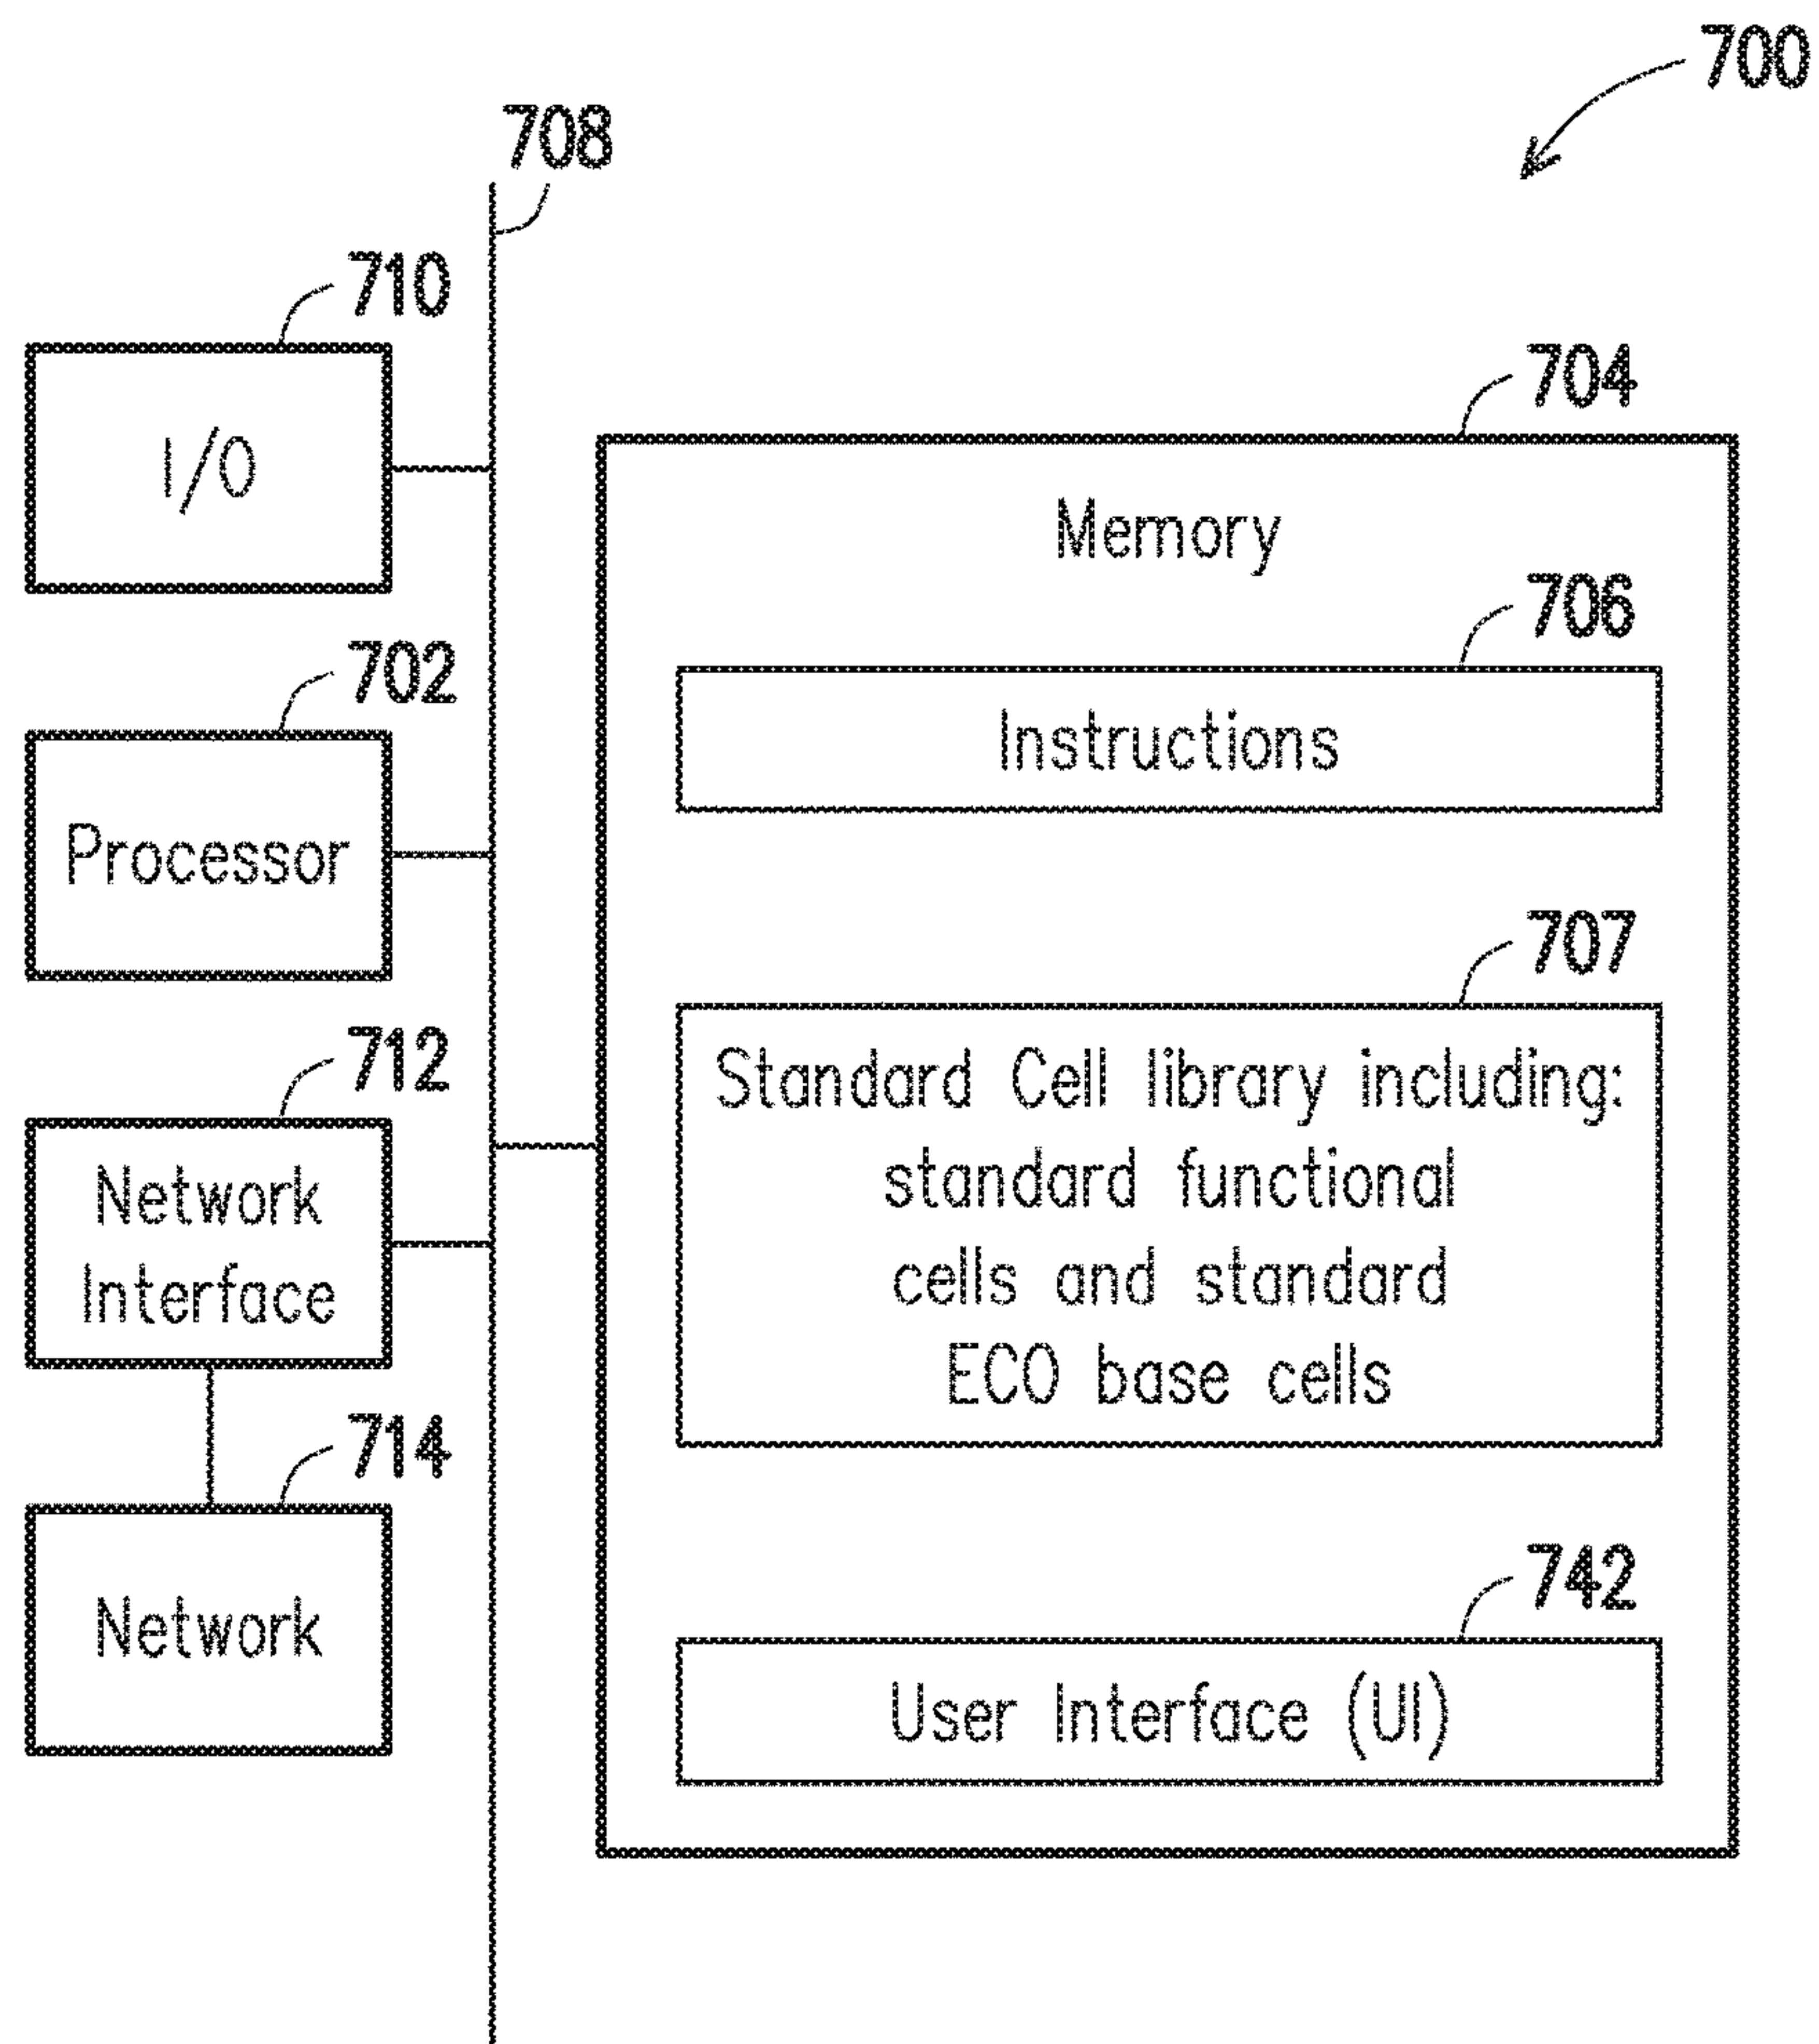 700
708
710
I/O
704
Memory
706
Instructions
702
Processor
707
Standard Cell library including:
standard functional
cells and standard
ECO base cells
712
Network
Interface
714
Network
742
User Interface (UI)